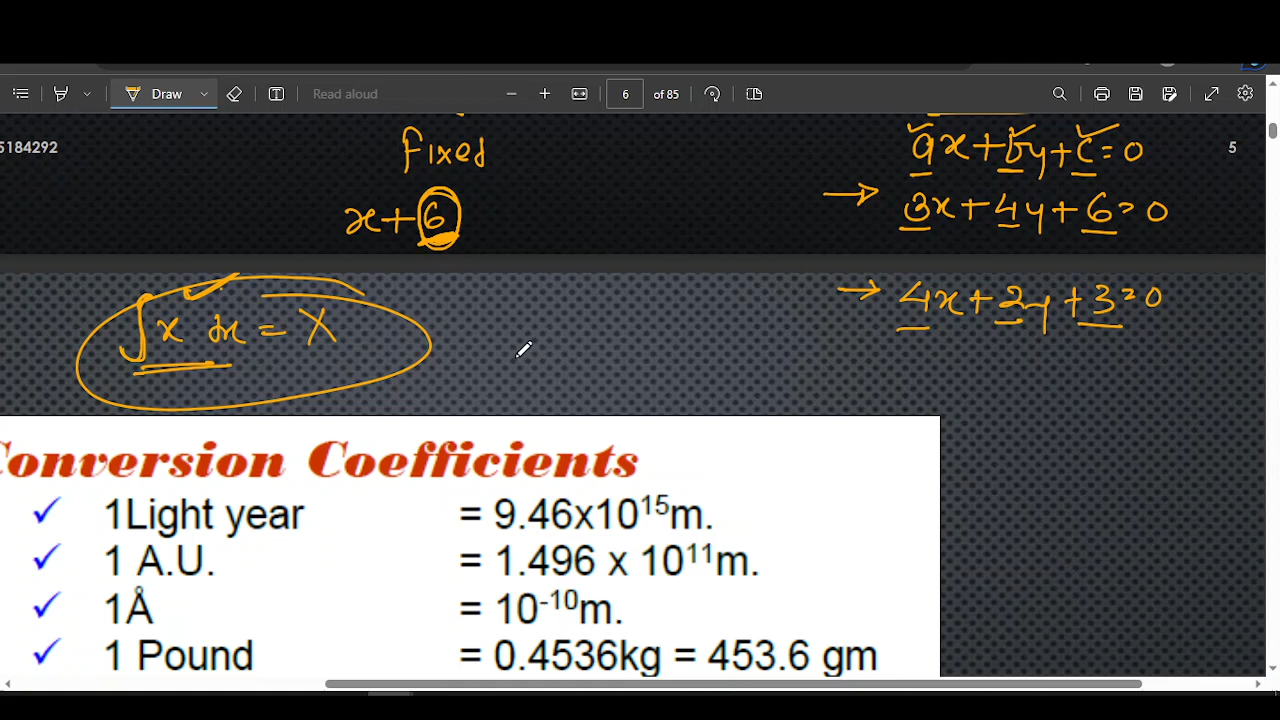 Draw
Read aloud
6 of 85
5184292
5
fixed
x+6
ax+by+c=0
3x+4y+6=0
4x+2y+3=0
∫x dx = X
Conversion Coefficients
✓ 1Light year = 9.46x10¹⁵m.
✓ 1 A.U. = 1.496 x 10¹¹m.
✓ 1Å = 10⁻¹⁰m.
✓ 1 Pound = 0.4536kg = 453.6 gm